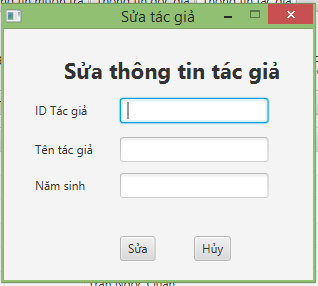 Sửa tác giả
Sửa thông tin tác giả
ID Tác giả
Tên tác giả
Năm sinh
Sửa Hủy